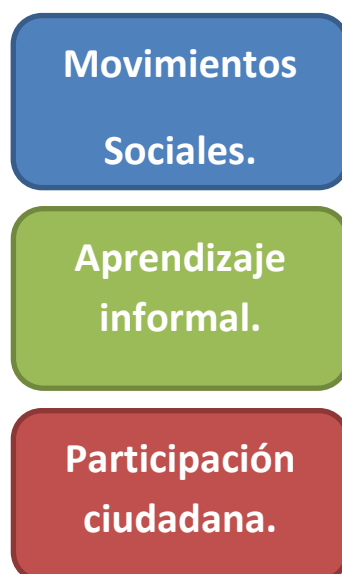 Movimientos
Sociales.
Aprendizaje
informal.
Participación
ciudadana.